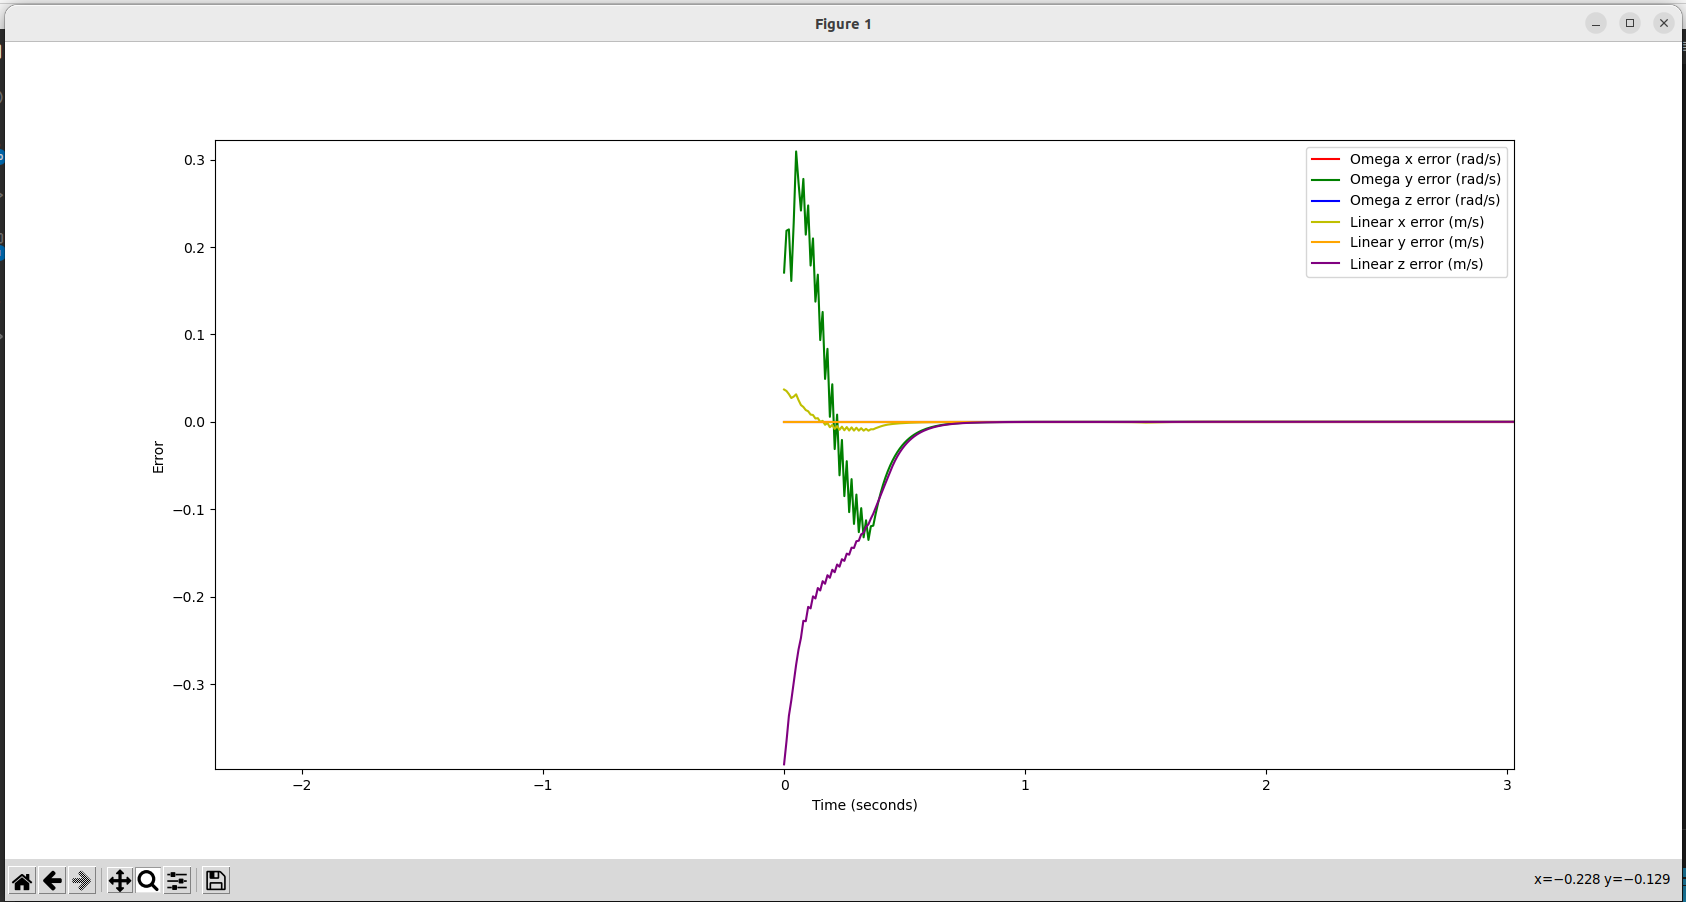 Figure 1
0.3
0.2
0.1
0.0
−0.1
−0.2
−0.3
Error
Omega x error (rad/s)
Omega y error (rad/s)
Omega z error (rad/s)
Linear x error (m/s)
Linear y error (m/s)
Linear z error (m/s)
−2
−1
0
1
2
3
Time (seconds)
x=−0.228 y=−0.129